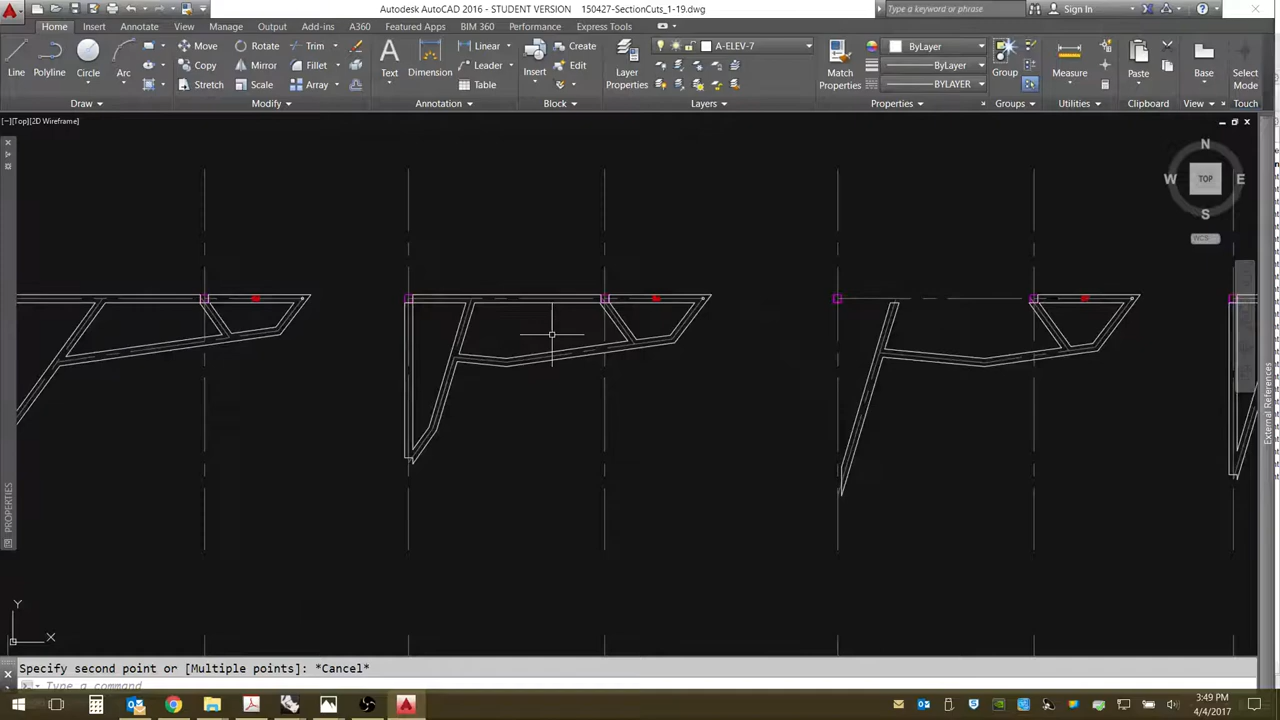 Autodesk AutoCAD 2016 - STUDENT VERSION 150427-SectionCuts_1-19.dwg
Type a keyword or phrase
Sign In
Home Insert Annotate View Manage Output Add-ins A360 Featured Apps BIM 360 Performance Express Tools
Line Polyline Circle Arc
Move Rotate Trim
Copy Mirror Fillet
Stretch Scale Array
Text Dimension
Linear
Leader
Table
Insert
Create
Edit
Layer Properties
A-ELEV-7
Match Properties
ByLayer
ByLayer
BYLAYER
Group
Measure
Paste
Base
Select Mode
Draw Modify Annotation Block Layers Properties Groups Utilities Clipboard View Touch
[−][Top][2D Wireframe]
N
W TOP E
S
WCS
External References
PROPERTIES
Y
X
Specify second point or [Multiple points]: *Cancel*
Type a command
3:49 PM
4/4/2017